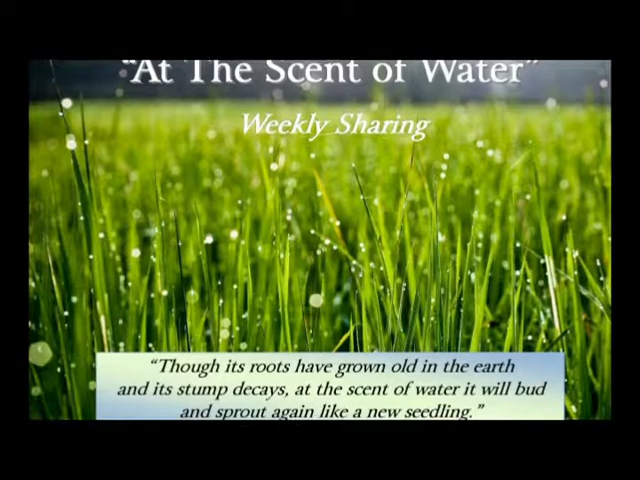 “At The Scent of Water”
Weekly Sharing
“Though its roots have grown old in the earth
and its stump decays, at the scent of water it will bud
and sprout again like a new seedling.”